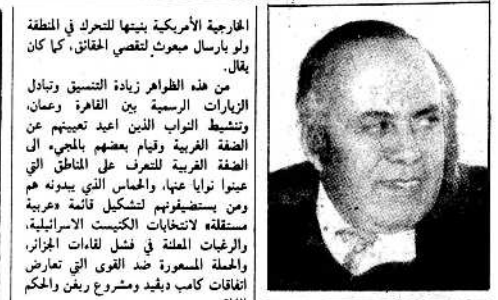 الخارجية الأمريكية بنيتها للتحرك في المنطقة
ولو بارسال مبعوث لتقصي الحقائق، كما كان
يقال.
من هذه الظواهر زيادة التنسيق وتبادل
الزيارات الرسمية بين القاهرة وعمان،
وتنشيط النواب الذين اعيد تعيينهم عن
الضفة الغربية وقيام بعضهم بالمجيء الى
الضفة الغربية للتعرف على المناطق التي
عينوا نوابا عنها، والحماس الذي يبدونه هم
ومن يستضيفونهم لتشكيل قائمة «عربية
مستقلة» لانتخابات الكنيست الاسرائيلية،
والرغبات المعلنة في فشل لقاءات الجزائر،
والحملة المسعورة ضد القوى التي تعارض
اتفاقات كامب ديفيد ومشروع ريغن والحكم